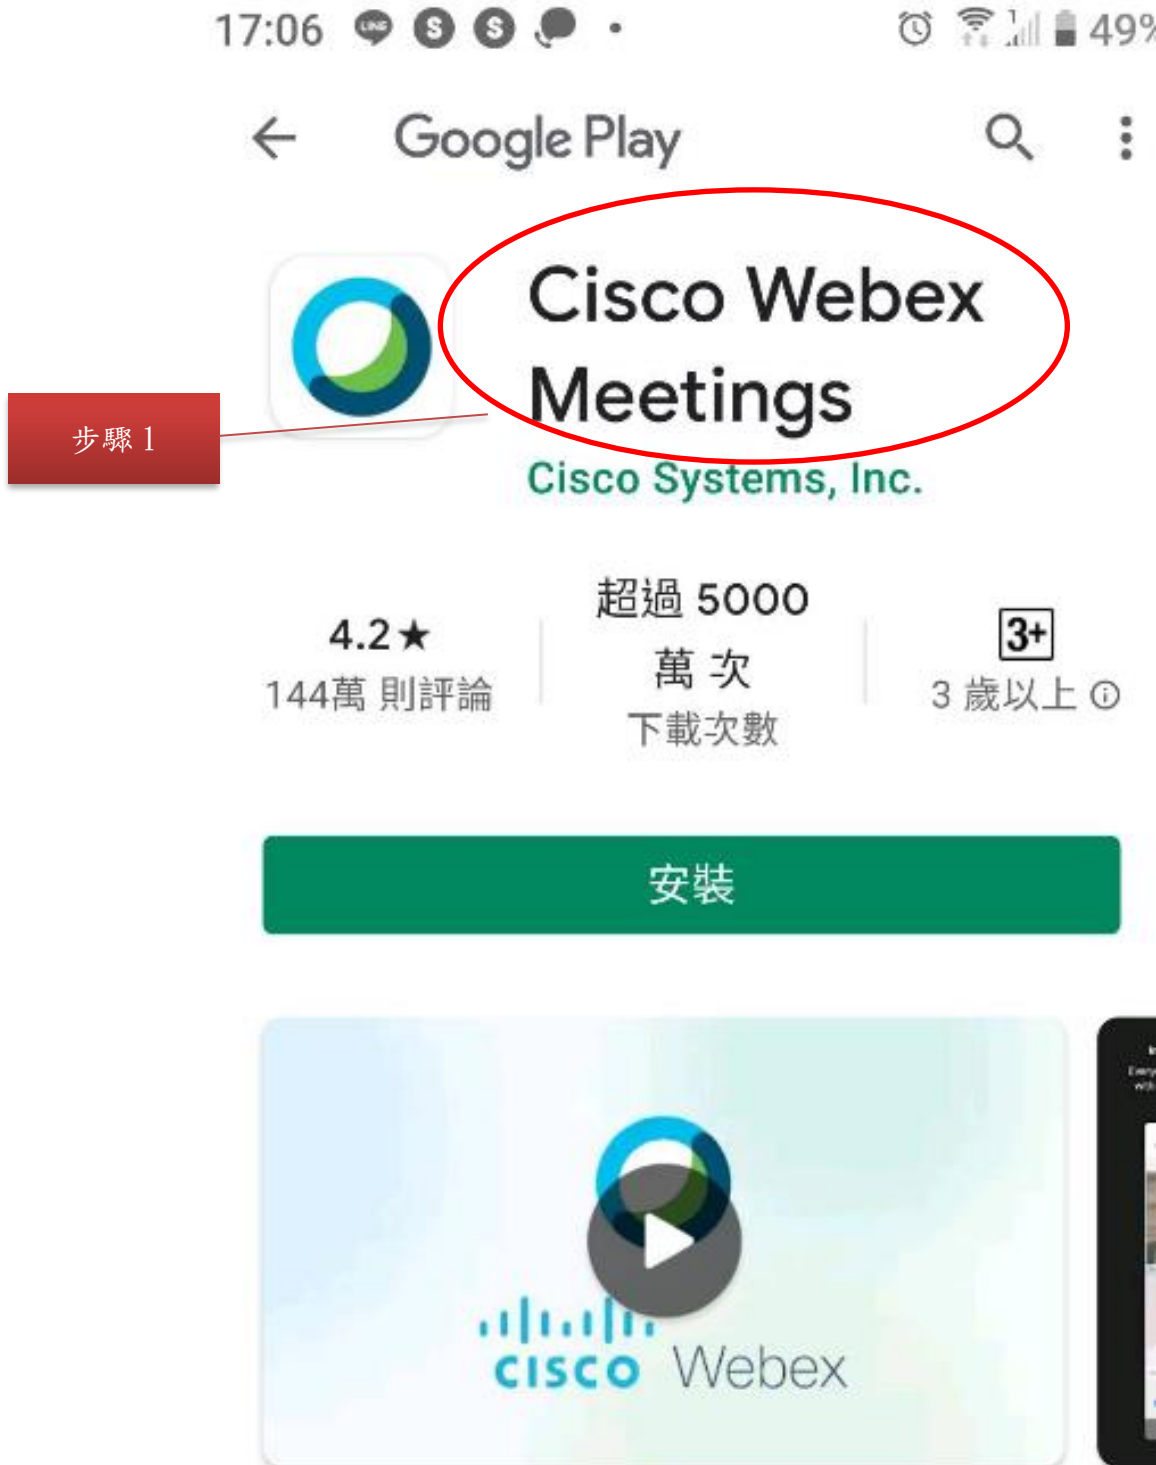 17:06
49%
Google Play
Cisco Webex
Meetings
步驟 1
Cisco Systems, Inc.
4.2★
144萬 則評論
超過 5000
萬 次
下載次數
3+
3 歲以上
安裝
CISCO Webex